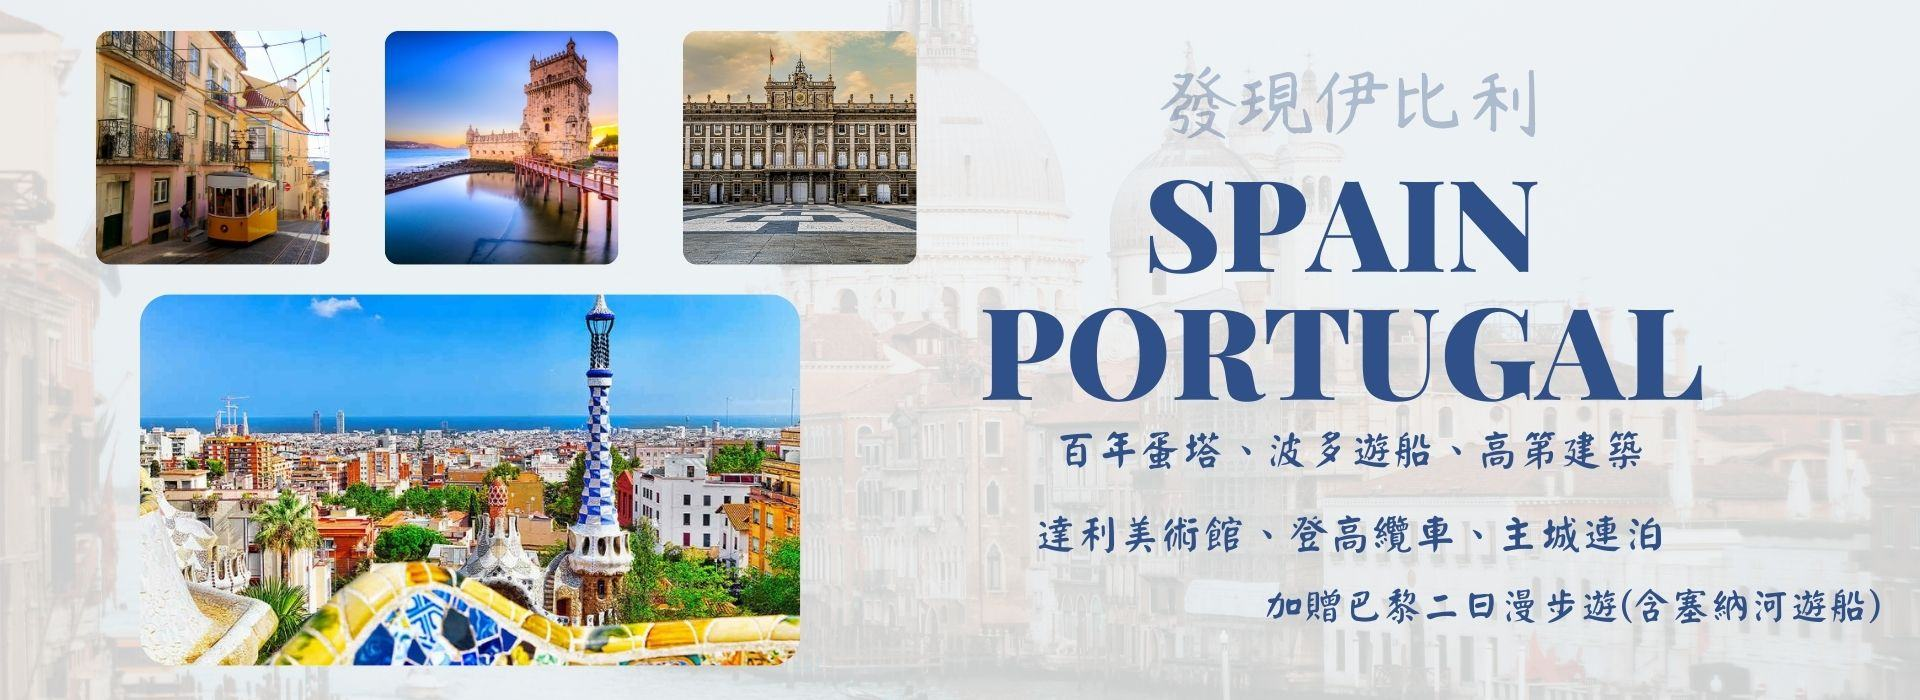 發現伊比利
SPAIN
PORTUGAL
百年蛋塔、波多遊船、高第建築
達利美術館、登高纜車、主城連泊
加贈巴黎二日漫步遊(含塞納河遊船)